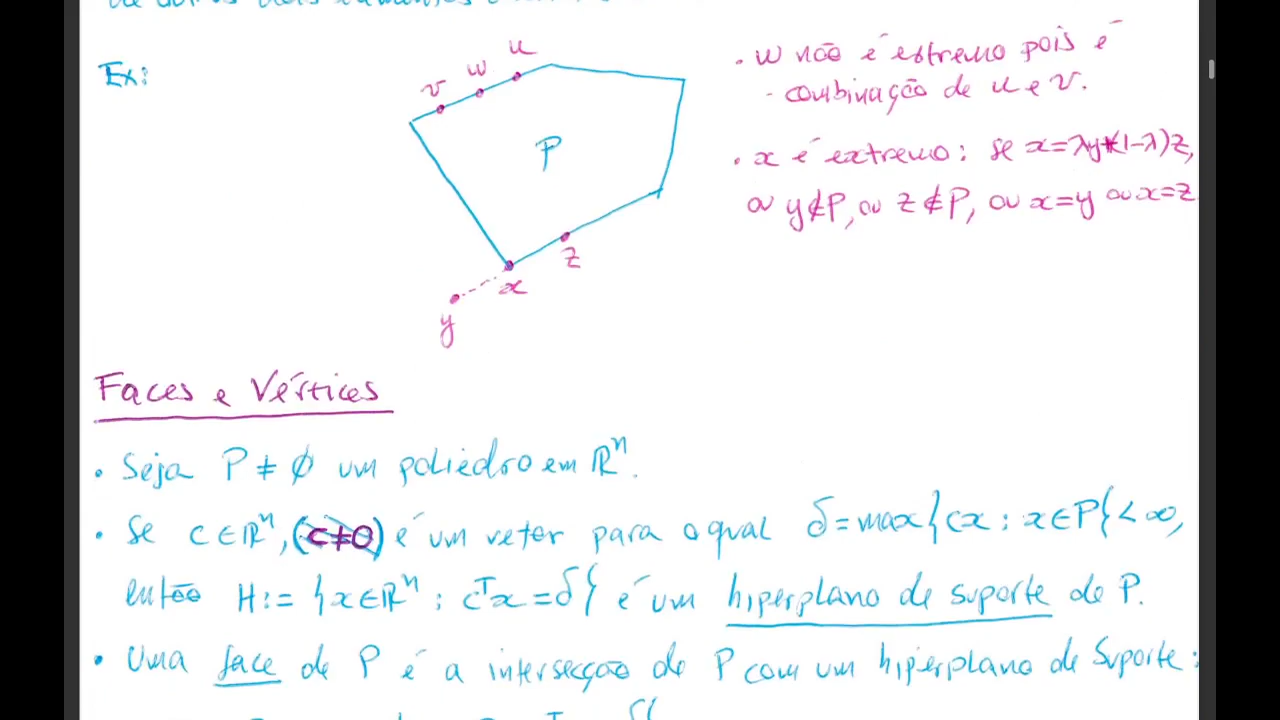 Ex:
v w u
P
x
z
y
• w não é estremo pois é
combinação de u e v.
• x é extremo: se x=λy+(1-λ)z,
ou y∉P, ou z∉P, ou x=y ou x=z
Faces e Vértices
• Seja P ≠ ∅ um poliedro em ℝⁿ.
• Se c∈ℝⁿ, (c≠0) é um vetor para o qual δ=max{cx : x∈P}<∞,
então H:={x∈ℝⁿ : cᵀx=δ} é um hiperplano de suporte de P.
• Uma face de P é a intersecção de P com um hiperplano de Suporte: